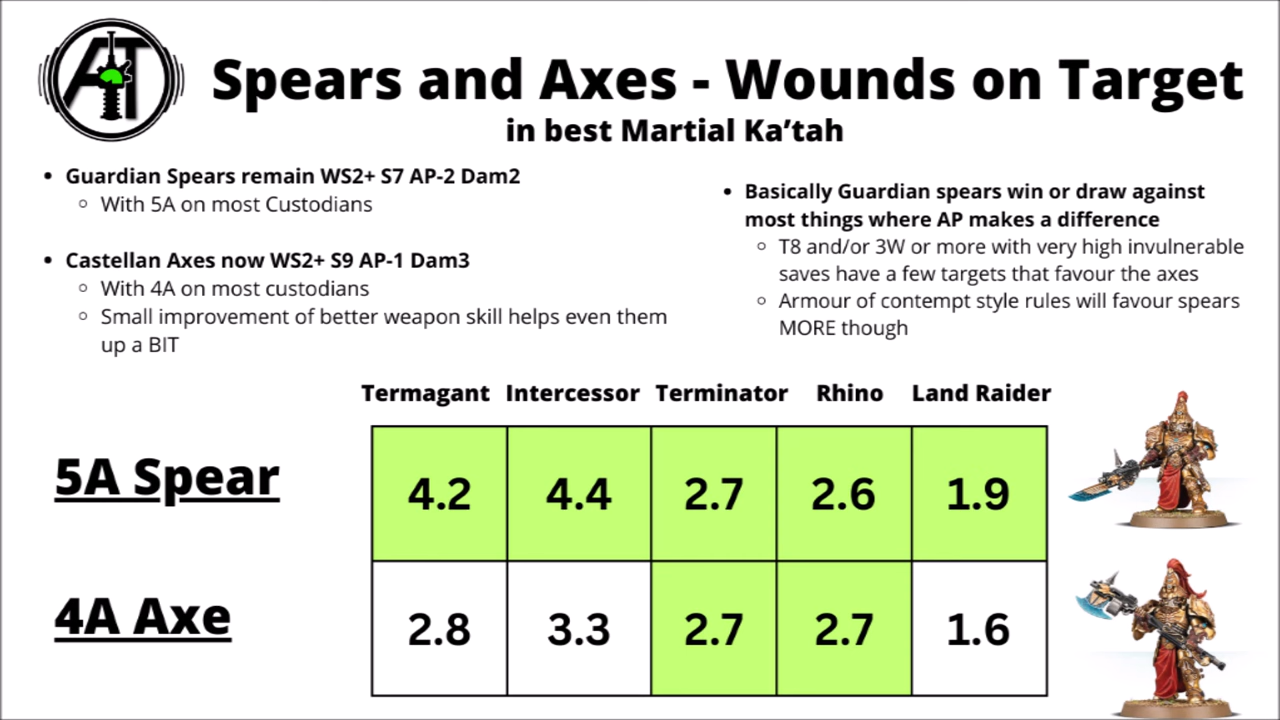 AT
Spears and Axes - Wounds on Target
in best Martial Ka’tah
• Guardian Spears remain WS2+ S7 AP-2 Dam2
○ With 5A on most Custodians
• Castellan Axes now WS2+ S9 AP-1 Dam3
○ With 4A on most custodians
○ Small improvement of better weapon skill helps even them
up a BIT
• Basically Guardian spears win or draw against
most things where AP makes a difference
○ T8 and/or 3W or more with very high invulnerable
saves have a few targets that favour the axes
○ Armour of contempt style rules will favour spears
MORE though
Termagant Intercessor Terminator Rhino Land Raider
5A Spear 4.2 4.4 2.7 2.6 1.9
4A Axe 2.8 3.3 2.7 2.7 1.6